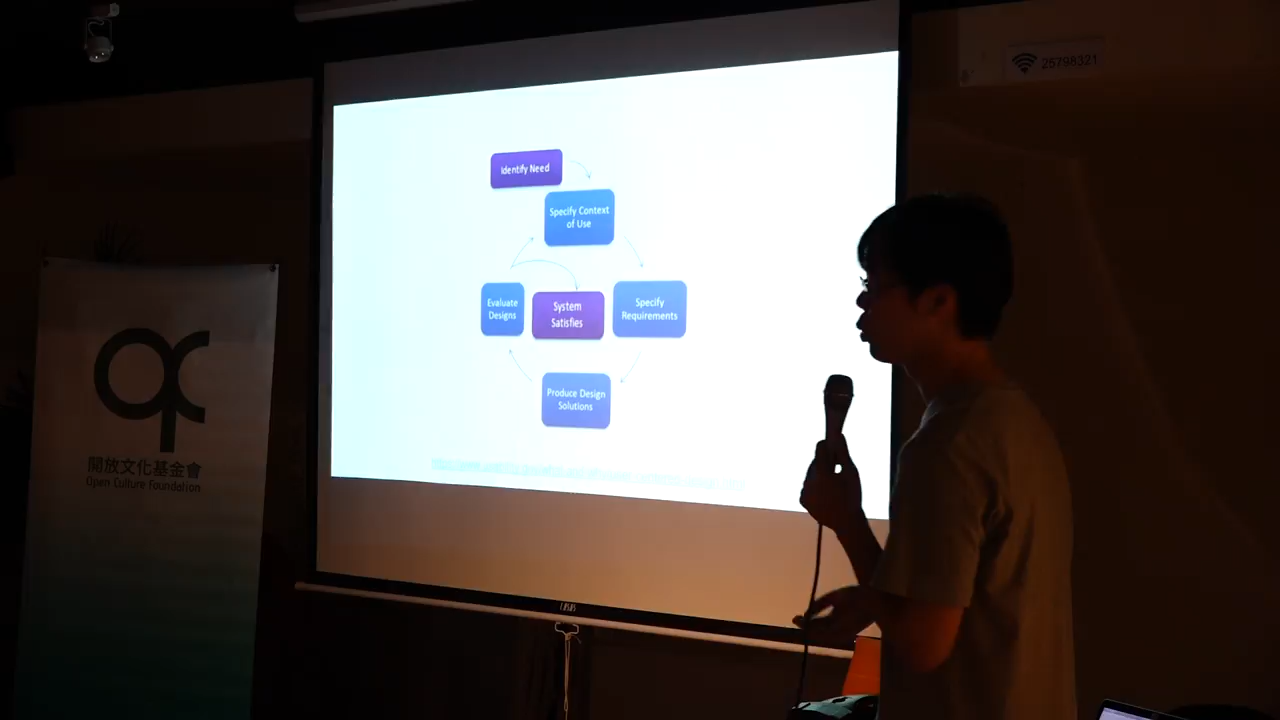 25798321
Identify Need
Specify Context
of Use
Evaluate
Designs
System
Satisfies
Specify
Requirements
Produce Design
Solutions
開放文化基金會
Open Culture Foundation